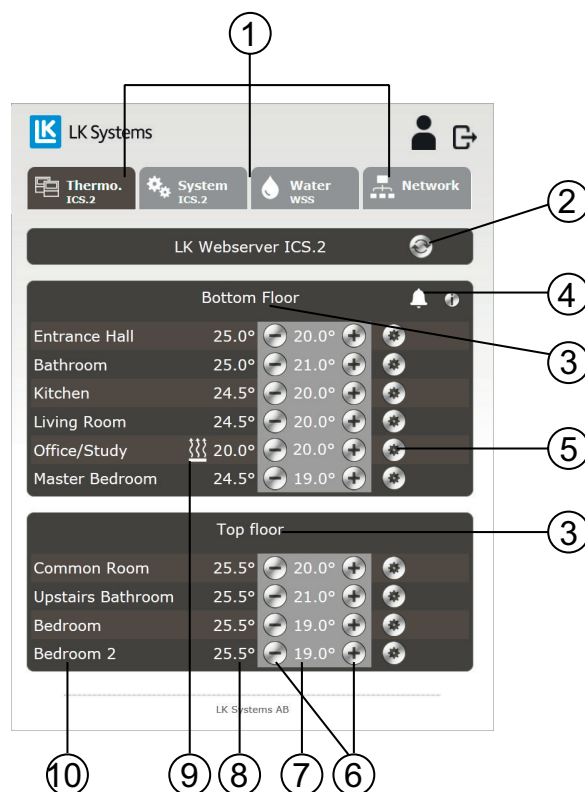 1
LK LK Systems
Thermo. System Water Network
ICS.2 ICS.2 WSS
2
LK Webserver ICS.2
4
Bottom Floor i
Entrance Hall 25.0° − 20.0° +
3
Bathroom 25.0° − 21.0° +
Kitchen 24.5° − 20.0° +
Living Room 24.5° − 20.0° +
Office/Study 20.0° − 20.0° + 5
Master Bedroom 24.5° − 19.0° +
Top floor 3
Common Room 25.5° − 20.0° +
Upstairs Bathroom 25.5° − 21.0° +
Bedroom 25.5° − 19.0° +
Bedroom 2 25.5° − 19.0° +
LK Systems AB
10 9 8 7 6